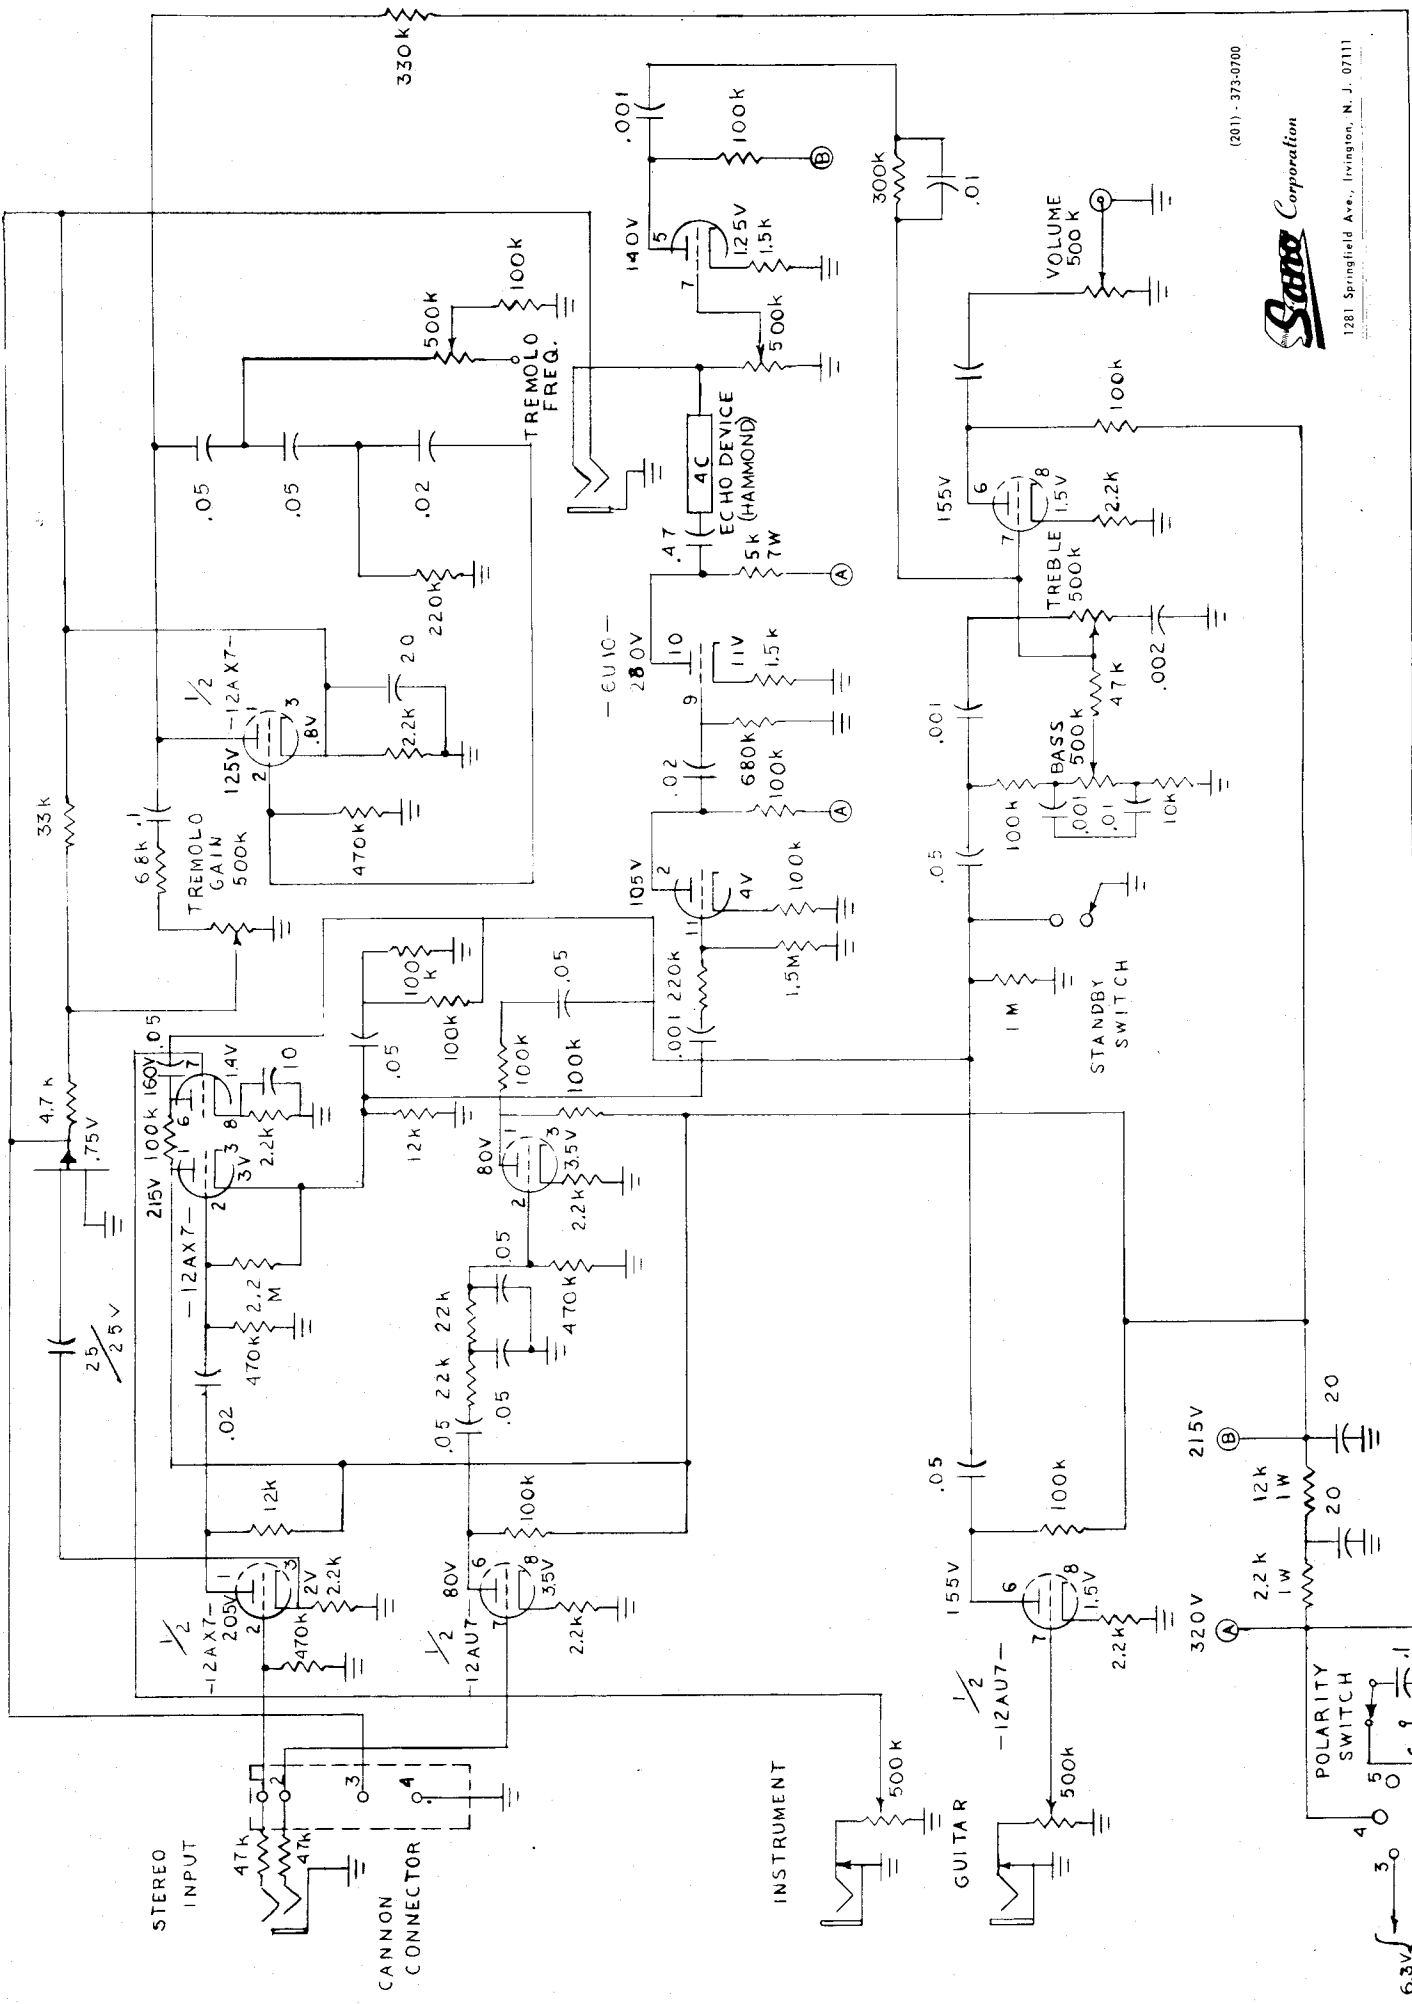 STEREO
INPUT
47k
47k
CANNON
CONNECTOR
2
3
4
1/2
-12AX7-
205V
1
2
3
2V
2.2k
470k
12k
.02
25/25V
470k
2.2
M
-12AX7-
215V
1
2
3
3V
100k
160V
.05
6
7
8
1.4V
2.2k
10
4.7k
.75V
33k
6.8k
.1
TREMOLO
GAIN
500k
1/2
-12AX7-
125V
1
2
3
.8V
2.2k
20
470k
220k
.05
.05
.02
330k
500k
100k
TREMOLO
FREQ.
1/2
-12AU7-
80V
6
7
8
3.5V
2.2k
100k
.05
22k
22k
.05
.05
470k
80V
1
2
3
3.5V
2.2k
100k
100k
.05
12k
.05
100k
100
k
.001
220k
1.5M
105V
2
11
4V
100k
100k
A
.02
680k
-6U10-
280V
10
9
11V
1.5k
5k
7W
A
.47
4C
ECHO DEVICE
(HAMMOND)
500k
140V
5
7
1.25V
1.5k
.001
100k
B
300k
.01
INSTRUMENT
500k
GUITAR
500k
1/2
-12AU7-
155V
6
7
8
1.5V
2.2k
100k
.05
1M
STANDBY
SWITCH
.05
.001
100k
BASS
500k
.001
.01
10k
47k
TREBLE
500k
.002
155V
6
7
8
1.5V
2.2k
100k
VOLUME
500k
320V
A
2.2k
1W
20
12k
1W
215V
B
20
POLARITY
SWITCH
5
4
3
6.3V
.1
(201) - 373-0700
Sano Corporation
1281 Springfield Ave., Irvington, N. J. 07111